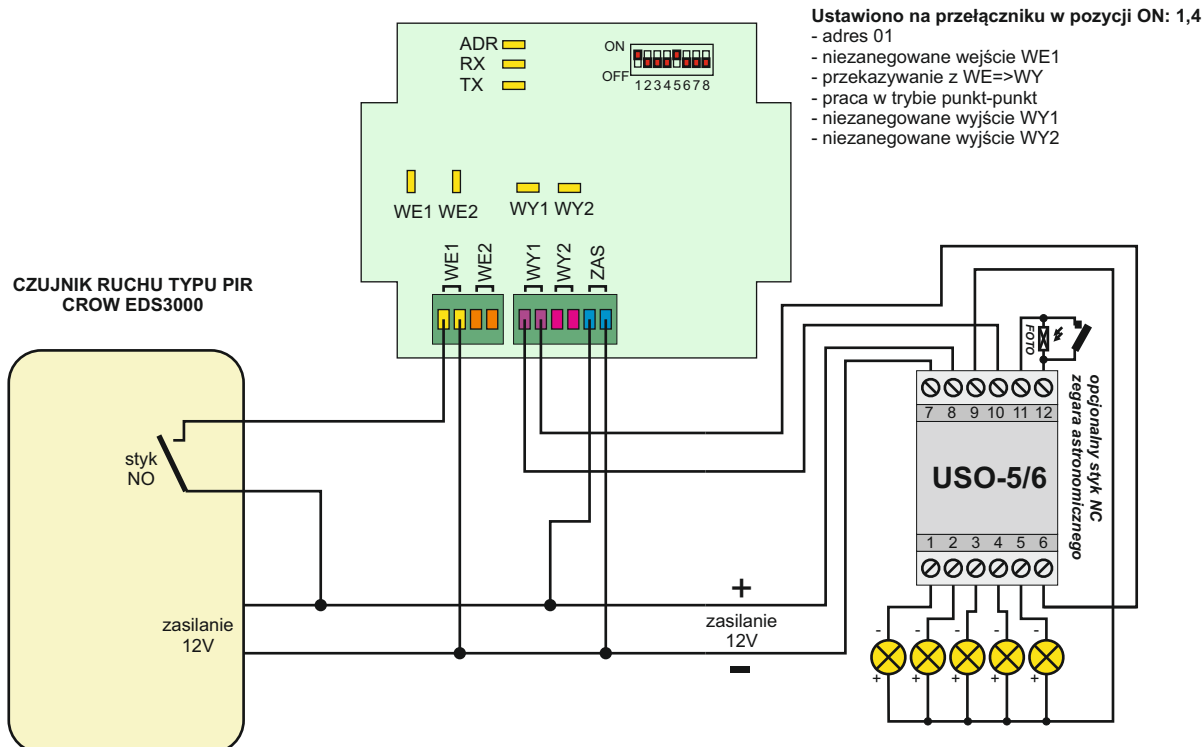 Ustawiono na przełączniku w pozycji ON: 1,4
- adres 01
- niezanegowane wejście WE1
- przekazywanie z WE=>WY
- praca w trybie punkt-punkt
- niezanegowane wyjście WY1
- niezanegowane wyjście WY2
ADR
RX
TX
ON
OFF
12345678
WE1 WE2
WY1 WY2
WE1
WE2
WY1
WY2
ZAS
CZUJNIK RUCHU TYPU PIR
CROW EDS3000
styk
NO
zasilanie
12V
+
zasilanie
12V
-
FOTO
opcjonalny styk NC
zegara astronomicznego
7 8 9 10 11 12
USO-5/6
1 2 3 4 5 6
- - - - -
+ + + + +